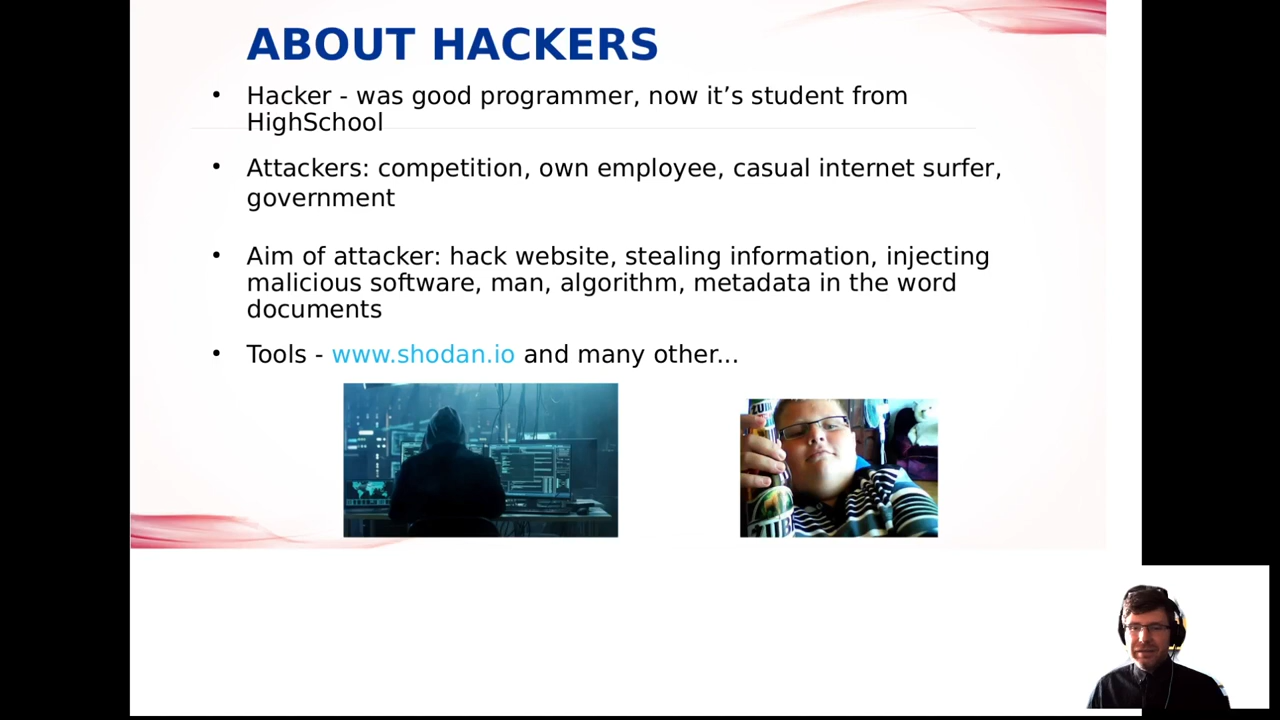 ABOUT HACKERS
• Hacker - was good programmer, now it’s student from
HighSchool
• Attackers: competition, own employee, casual internet surfer,
government
• Aim of attacker: hack website, stealing information, injecting
malicious software, man, algorithm, metadata in the word
documents
• Tools - www.shodan.io and many other...